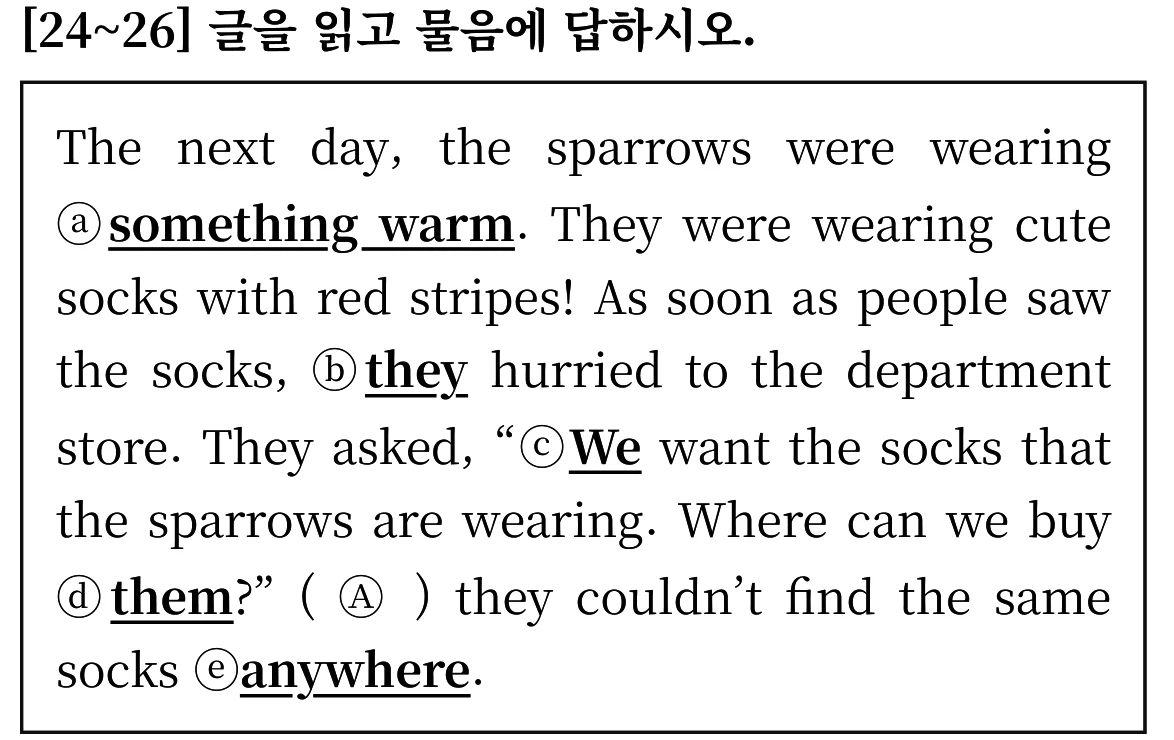 [24~26] 글을 읽고 물음에 답하시오.
The next day, the sparrows were wearing
ⓐsomething warm. They were wearing cute
socks with red stripes! As soon as people saw
the socks, ⓑthey hurried to the department
store. They asked, “ⓒWe want the socks that
the sparrows are wearing. Where can we buy
ⓓthem?” ( Ⓐ ) they couldn’t find the same
socks ⓔanywhere.